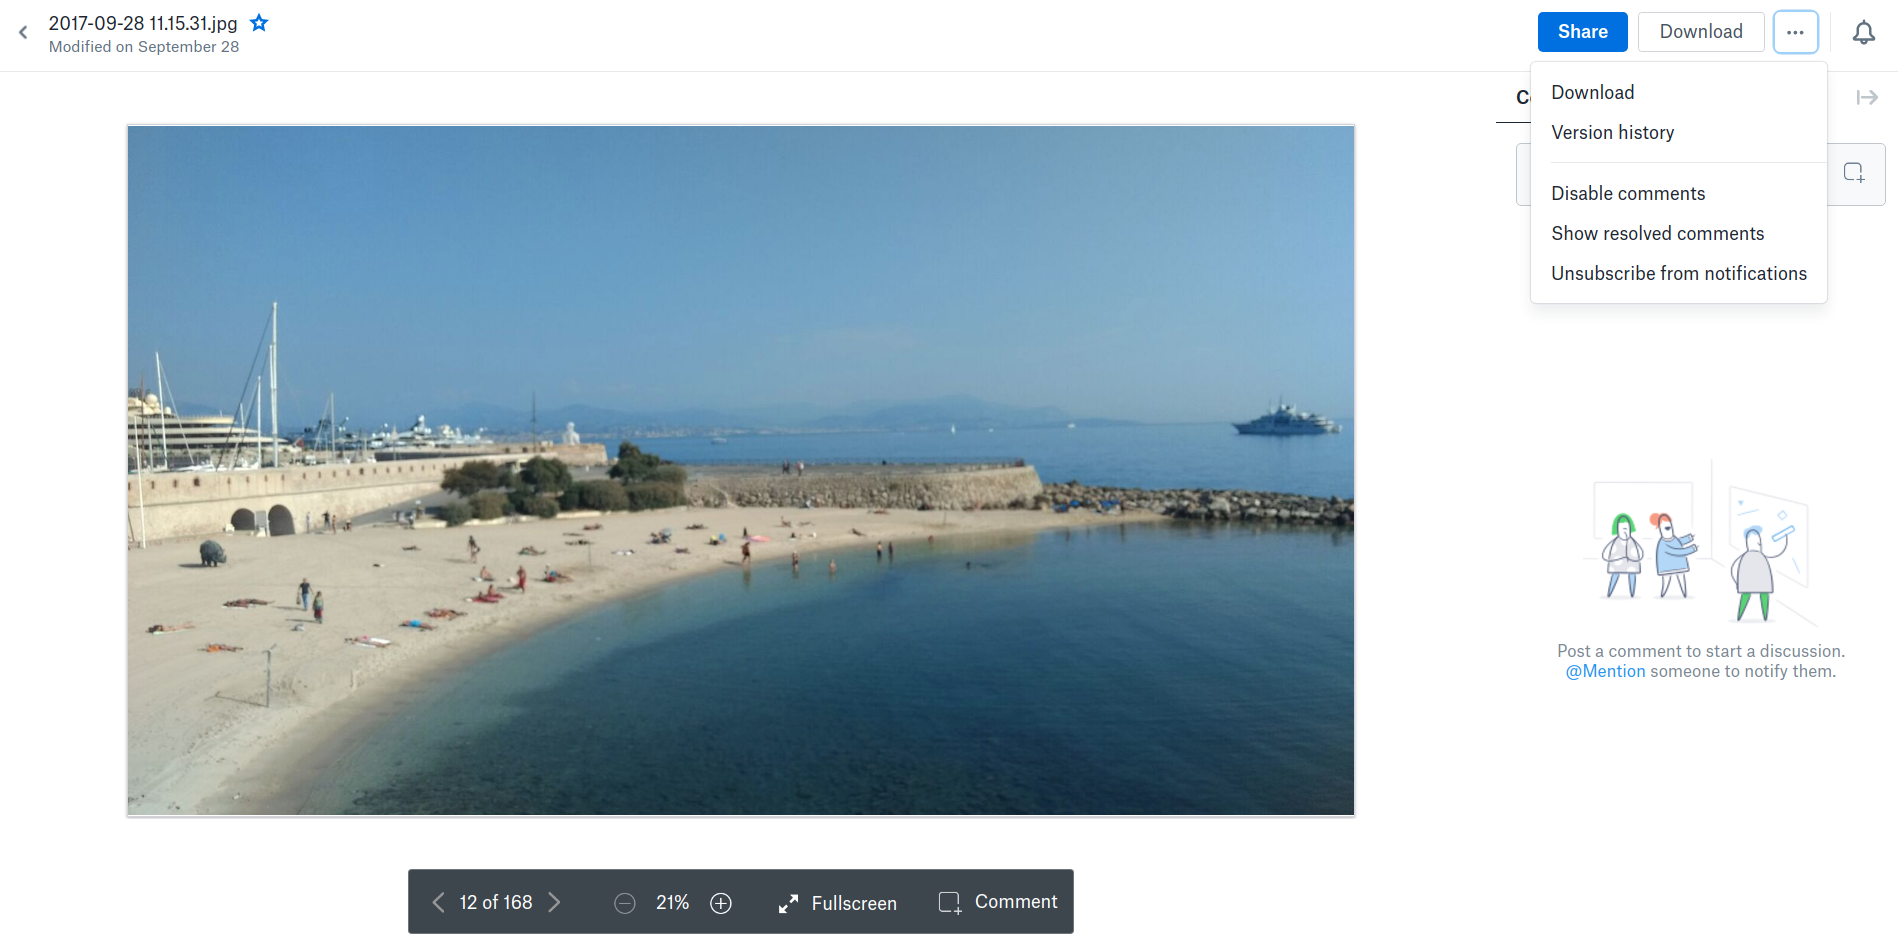 2017-09-28 11.15.31.jpg
Modified on September 28
Share
Download
Download
Version history
Disable comments
Show resolved comments
Unsubscribe from notifications
Post a comment to start a discussion.
@Mention someone to notify them.
12 of 168
21%
Fullscreen
Comment